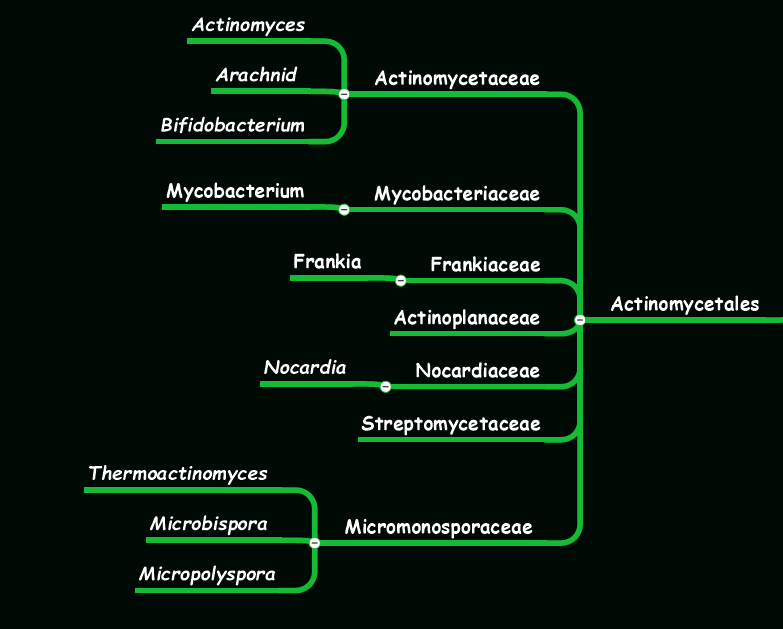 Actinomyces
Arachnid
Actinomycetaceae
Bifidobacterium
Mycobacterium
Mycobacteriaceae
Frankia
Frankiaceae
Actinomycetales
Actinoplanaceae
Nocardia
Nocardiaceae
Streptomycetaceae
Thermoactinomyces
Microbispora
Micromonosporaceae
Micropolyspora